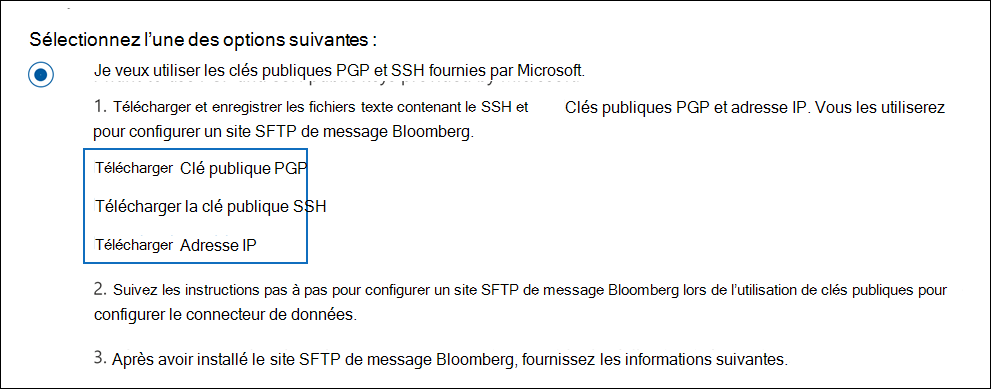 Sélectionnez l’une des options suivantes :
Je veux utiliser les clés publiques PGP et SSH fournies par Microsoft.
1. Télécharger et enregistrer les fichiers texte contenant le SSH et Clés publiques PGP et adresse IP. Vous les utiliserez
pour configurer un site SFTP de message Bloomberg.
Télécharger Clé publique PGP
Télécharger la clé publique SSH
Télécharger Adresse IP
2. Suivez les instructions pas à pas pour configurer un site SFTP de message Bloomberg lors de l’utilisation de clés publiques pour
configurer le connecteur de données.
3. Après avoir installé le site SFTP de message Bloomberg, fournissez les informations suivantes.